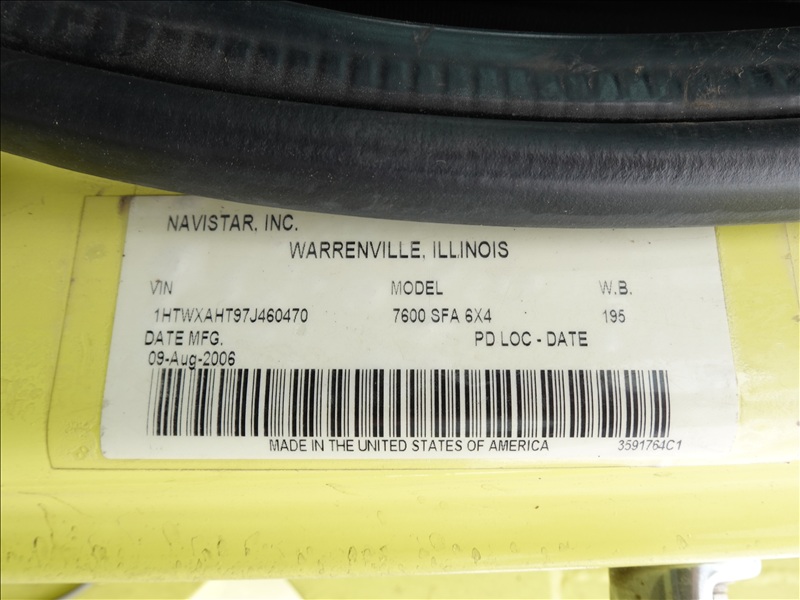 NAVISTAR, INC.
WARRENVILLE, ILLINOIS
VIN MODEL W.B.
1HTWXAHT97J460470 7600 SFA 6X4 195
DATE MFG. PD LOC - DATE
09-Aug-2006
MADE IN THE UNITED STATES OF AMERICA 3591764C1